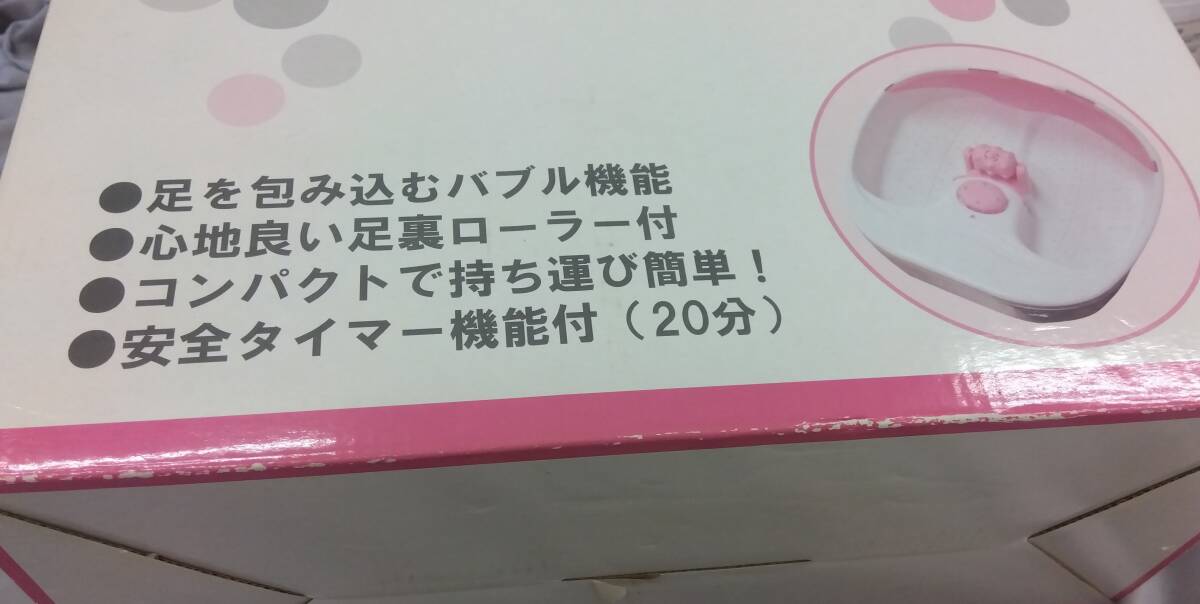 ●足を包み込むバブル機能
●心地良い足裏ローラー付
●コンパクトで持ち運び簡単！
●安全タイマー機能付（20分）